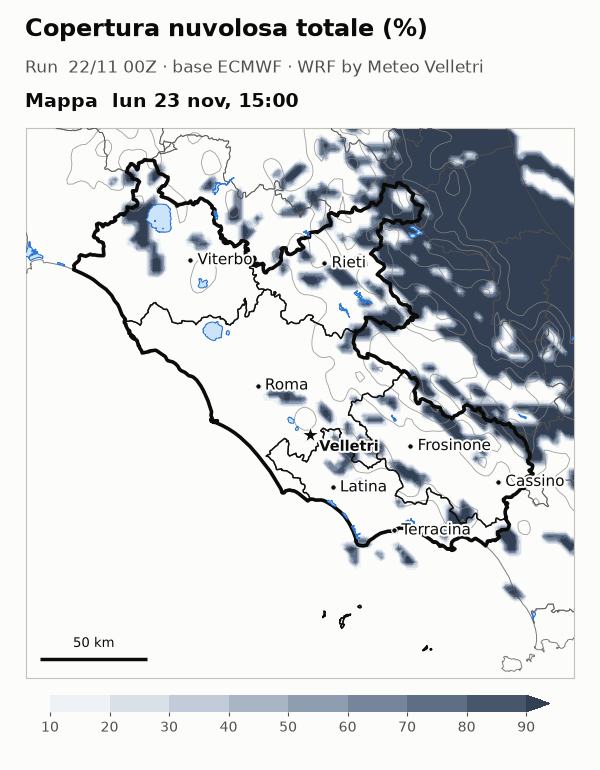 Copertura nuvolosa totale (%)
Run 22/11 00Z · base ECMWF · WRF by Meteo Velletri
Mappa lun 23 nov, 15:00
Viterbo
Rieti
Roma
Velletri
Frosinone
Latina
Cassino
Terracina
50 km
10 20 30 40 50 60 70 80 90